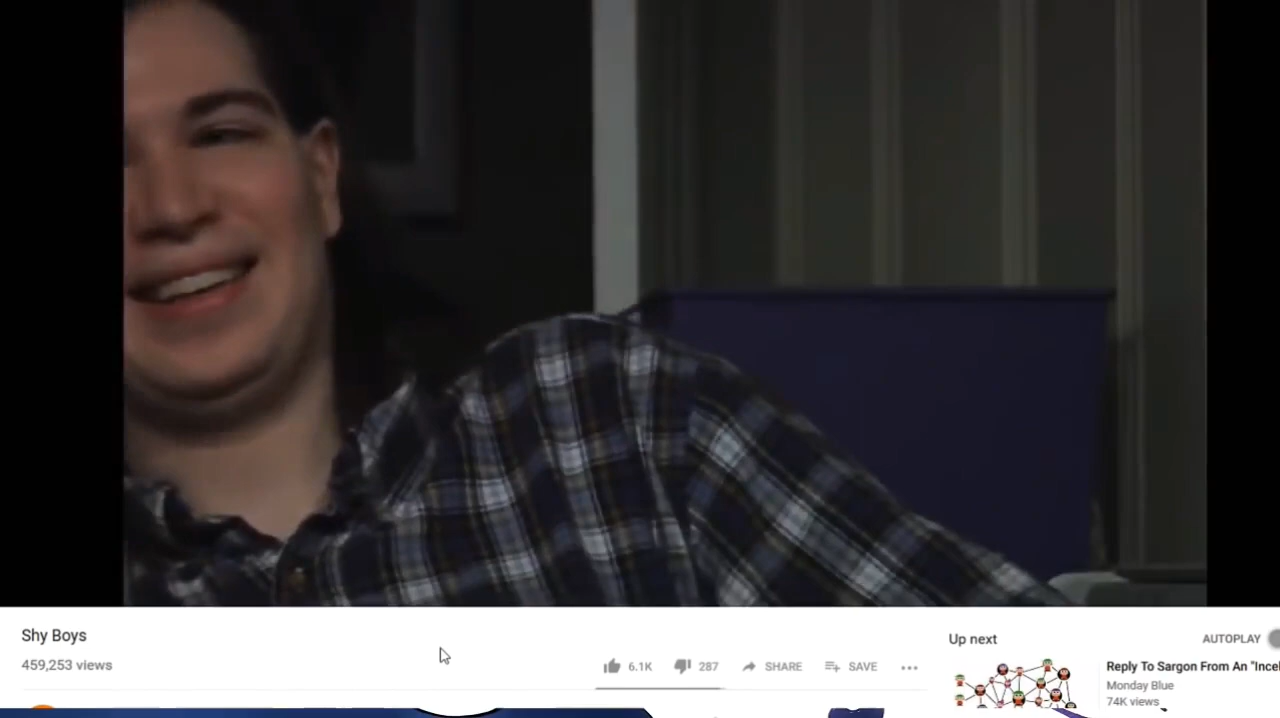 Shy Boys
459,253 views
6.1K 287 SHARE SAVE
Up next AUTOPLAY
Reply To Sargon From An "Incel
Monday Blue
74K views